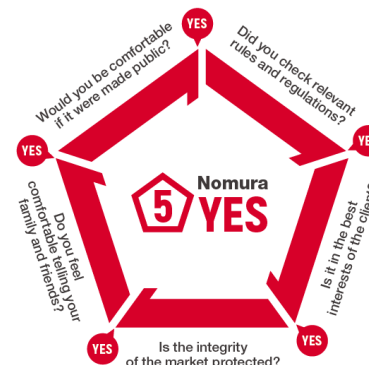 YES
Did you check relevant
rules and regulations?
YES
Is it in the best
interests of the clients
YES
Is the integrity
of the market protected?
YES
Do you feel
comfortable telling your
family and friends?
YES
Would you be comfortable
if it were made public?
5
Nomura
YES